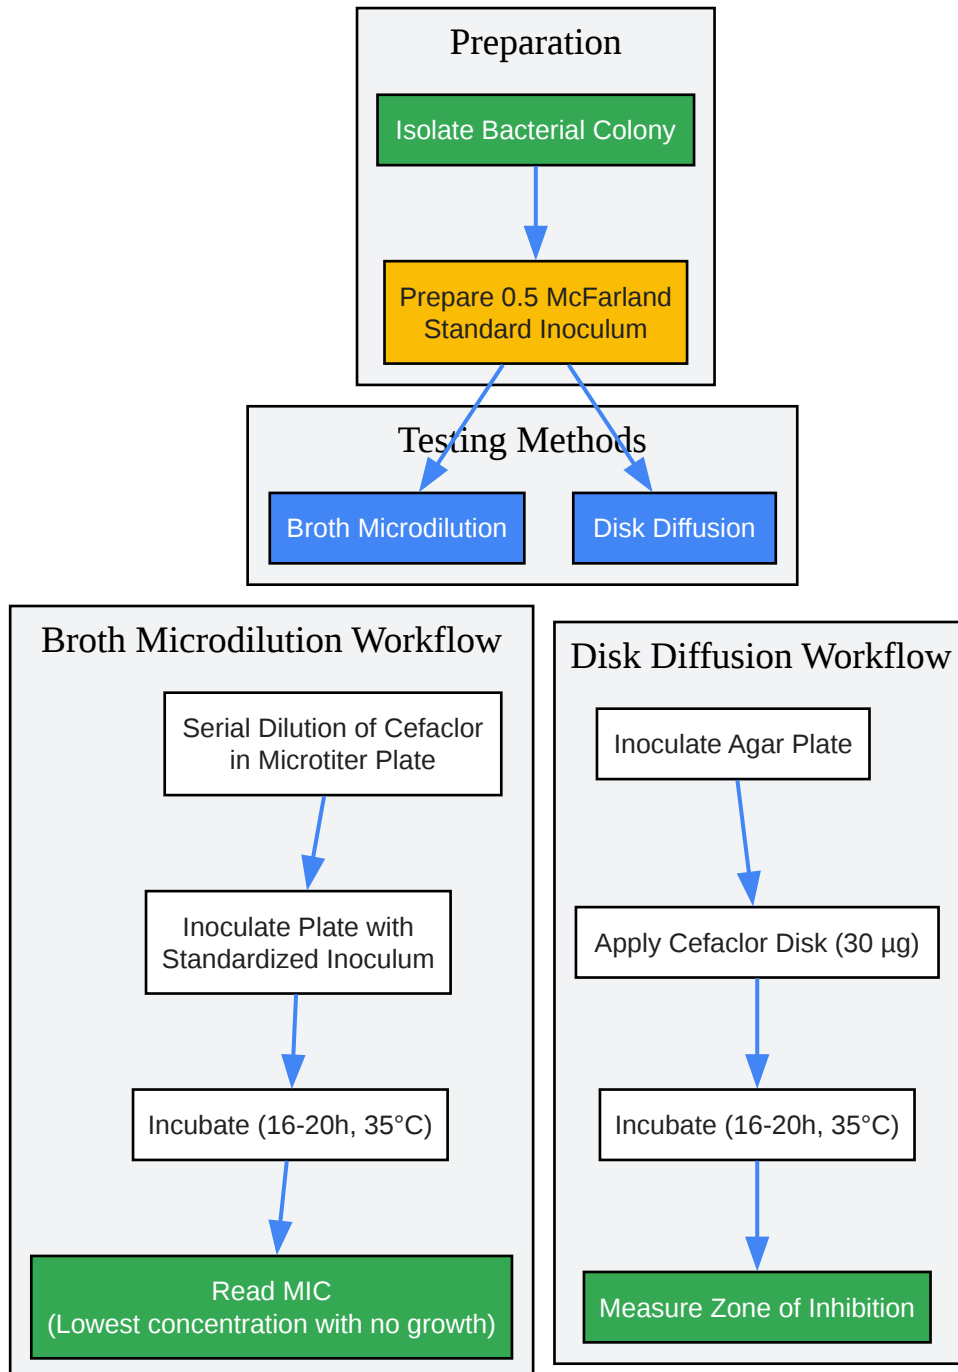 Preparation
Isolate Bacterial Colony
Prepare 0.5 McFarland
Standard Inoculum
Testing Methods
Broth Microdilution
Disk Diffusion
Broth Microdilution Workflow
Serial Dilution of Cefaclor
in Microtiter Plate
Inoculate Plate with
Standardized Inoculum
Incubate (16-20h, 35°C)
Read MIC
(Lowest concentration with no growth)
Disk Diffusion Workflow
Inoculate Agar Plate
Apply Cefaclor Disk (30 µg)
Incubate (16-20h, 35°C)
Measure Zone of Inhibition